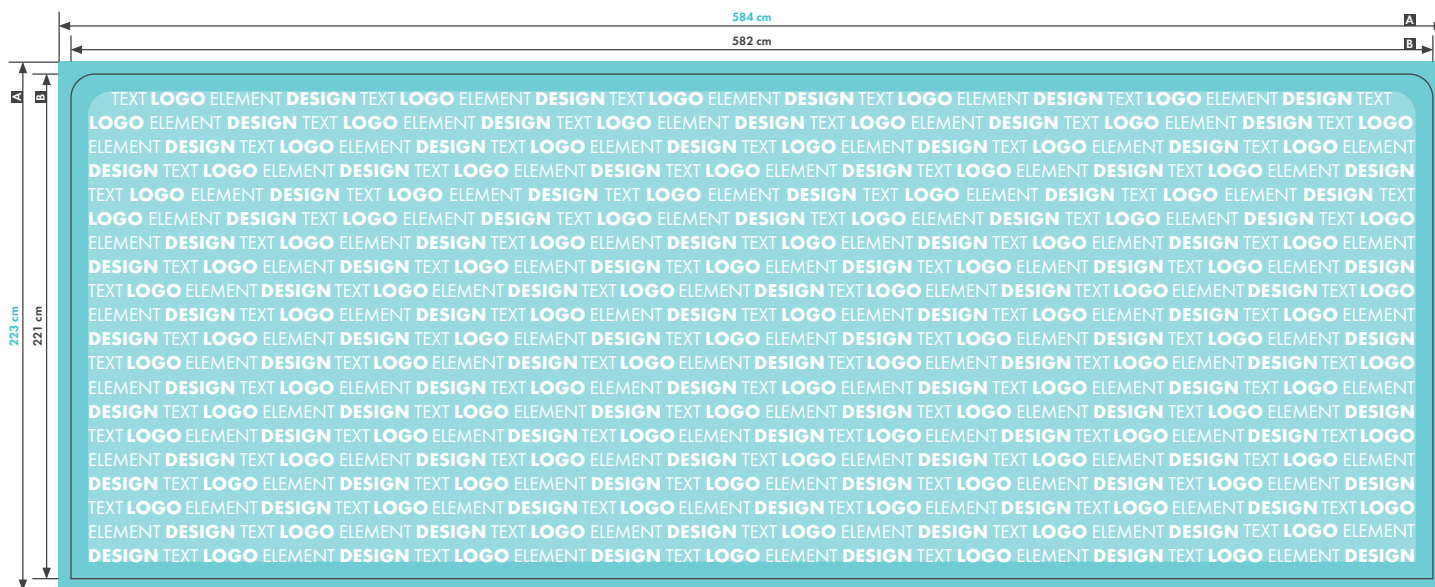 584 cm
A
582 cm
B
A
B
TEXT LOGO ELEMENT DESIGN TEXT LOGO ELEMENT DESIGN TEXT LOGO ELEMENT DESIGN TEXT LOGO ELEMENT DESIGN TEXT LOGO ELEMENT DESIGN TEXT
LOGO ELEMENT DESIGN TEXT LOGO ELEMENT DESIGN TEXT LOGO ELEMENT DESIGN TEXT LOGO ELEMENT DESIGN TEXT LOGO ELEMENT DESIGN TEXT LOGO
ELEMENT DESIGN TEXT LOGO ELEMENT DESIGN TEXT LOGO ELEMENT DESIGN TEXT LOGO ELEMENT DESIGN TEXT LOGO ELEMENT DESIGN TEXT LOGO ELEMENT
DESIGN TEXT LOGO ELEMENT DESIGN TEXT LOGO ELEMENT DESIGN TEXT LOGO ELEMENT DESIGN TEXT LOGO ELEMENT DESIGN TEXT LOGO ELEMENT DESIGN
TEXT LOGO ELEMENT DESIGN TEXT LOGO ELEMENT DESIGN TEXT LOGO ELEMENT DESIGN TEXT LOGO ELEMENT DESIGN TEXT LOGO ELEMENT DESIGN TEXT
LOGO ELEMENT DESIGN TEXT LOGO ELEMENT DESIGN TEXT LOGO ELEMENT DESIGN TEXT LOGO ELEMENT DESIGN TEXT LOGO ELEMENT DESIGN TEXT LOGO
ELEMENT DESIGN TEXT LOGO ELEMENT DESIGN TEXT LOGO ELEMENT DESIGN TEXT LOGO ELEMENT DESIGN TEXT LOGO ELEMENT DESIGN TEXT LOGO ELEMENT
DESIGN TEXT LOGO ELEMENT DESIGN TEXT LOGO ELEMENT DESIGN TEXT LOGO ELEMENT DESIGN TEXT LOGO ELEMENT DESIGN TEXT LOGO ELEMENT DESIGN
TEXT LOGO ELEMENT DESIGN TEXT LOGO ELEMENT DESIGN TEXT LOGO ELEMENT DESIGN TEXT LOGO ELEMENT DESIGN TEXT LOGO ELEMENT DESIGN TEXT LOGO
ELEMENT DESIGN TEXT LOGO ELEMENT DESIGN TEXT LOGO ELEMENT DESIGN TEXT LOGO ELEMENT DESIGN TEXT LOGO ELEMENT DESIGN TEXT LOGO ELEMENT
DESIGN TEXT LOGO ELEMENT DESIGN TEXT LOGO ELEMENT DESIGN TEXT LOGO ELEMENT DESIGN TEXT LOGO ELEMENT DESIGN TEXT LOGO ELEMENT DESIGN
TEXT LOGO ELEMENT DESIGN TEXT LOGO ELEMENT DESIGN TEXT LOGO ELEMENT DESIGN TEXT LOGO ELEMENT DESIGN TEXT LOGO ELEMENT DESIGN TEXT LOGO
ELEMENT DESIGN TEXT LOGO ELEMENT DESIGN TEXT LOGO ELEMENT DESIGN TEXT LOGO ELEMENT DESIGN TEXT LOGO ELEMENT DESIGN TEXT LOGO ELEMENT
DESIGN TEXT LOGO ELEMENT DESIGN TEXT LOGO ELEMENT DESIGN TEXT LOGO ELEMENT DESIGN TEXT LOGO ELEMENT DESIGN TEXT LOGO ELEMENT DESIGN
TEXT LOGO ELEMENT DESIGN TEXT LOGO ELEMENT DESIGN TEXT LOGO ELEMENT DESIGN TEXT LOGO ELEMENT DESIGN TEXT LOGO ELEMENT DESIGN TEXT LOGO
ELEMENT DESIGN TEXT LOGO ELEMENT DESIGN TEXT LOGO ELEMENT DESIGN TEXT LOGO ELEMENT DESIGN TEXT LOGO ELEMENT DESIGN TEXT LOGO ELEMENT
DESIGN TEXT LOGO ELEMENT DESIGN TEXT LOGO ELEMENT DESIGN TEXT LOGO ELEMENT DESIGN TEXT LOGO ELEMENT DESIGN TEXT LOGO ELEMENT DESIGN
TEXT LOGO ELEMENT DESIGN TEXT LOGO ELEMENT DESIGN TEXT LOGO ELEMENT DESIGN TEXT LOGO ELEMENT DESIGN TEXT LOGO ELEMENT DESIGN TEXT LOGO
ELEMENT DESIGN TEXT LOGO ELEMENT DESIGN TEXT LOGO ELEMENT DESIGN TEXT LOGO ELEMENT DESIGN TEXT LOGO ELEMENT DESIGN TEXT LOGO ELEMENT
DESIGN TEXT LOGO ELEMENT DESIGN TEXT LOGO ELEMENT DESIGN TEXT LOGO ELEMENT DESIGN TEXT LOGO ELEMENT DESIGN TEXT LOGO ELEMENT DESIGN
223 cm
221 cm